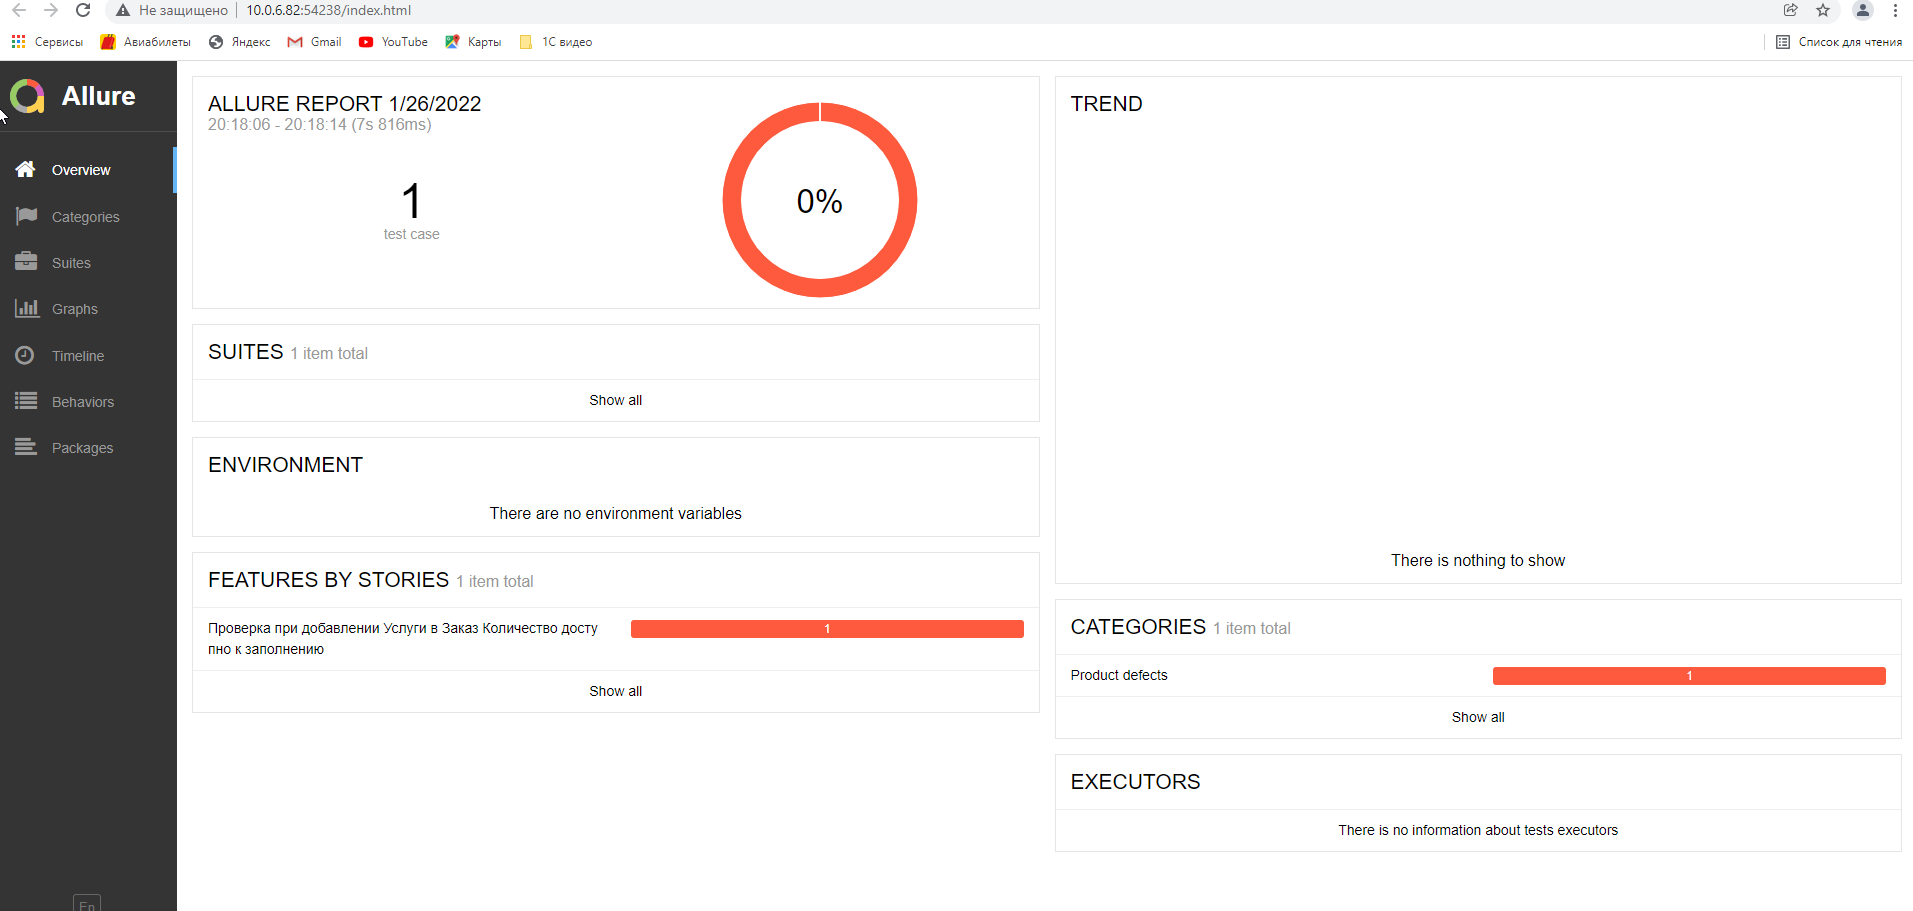 Не защищено
10.0.6.82:54238/index.html
Сервисы
Авиабилеты
Яндекс
Gmail
YouTube
Карты
1С видео
Список для чтения
Allure
Overview
Categories
Suites
Graphs
Timeline
Behaviors
Packages
En
ALLURE REPORT 1/26/2022
20:18:06 - 20:18:14 (7s 816ms)
1
test case
0%
SUITES 1 item total
Show all
ENVIRONMENT
There are no environment variables
FEATURES BY STORIES 1 item total
Проверка при добавлении Услуги в Заказ Количество досту
пно к заполнению
1
Show all
TREND
There is nothing to show
CATEGORIES 1 item total
Product defects
1
Show all
EXECUTORS
There is no information about tests executors